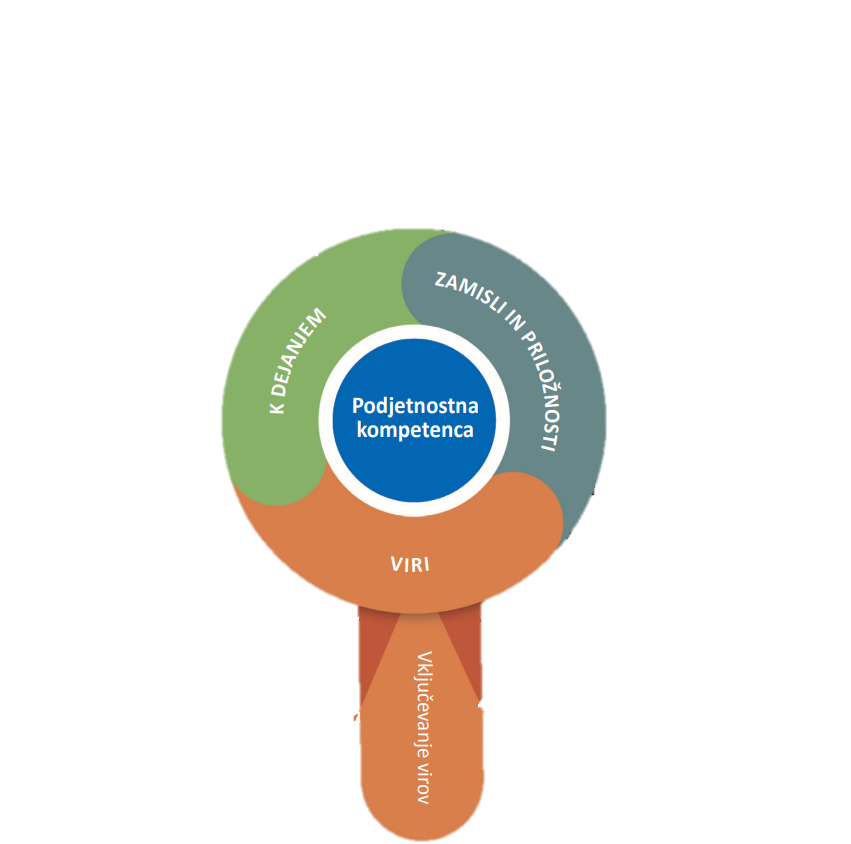 K DEJANJEM
ZAMISLI IN PRILOŽNOSTI
Podjetnostna
kompetenca
VIRI
Vključevanje virov